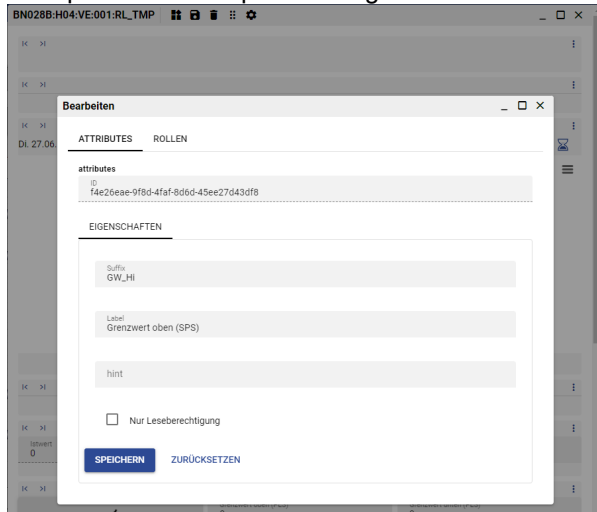 BN028B:H04:VE:001:RL_TMP
Di. 27.06.
Bearbeiten
ATTRIBUTES ROLLEN
attributes
ID
f4e26eae-9f8d-4faf-8d6d-45ee27d43df8
EIGENSCHAFTEN
Suffix
GW_Hi
Label
Grenzwert oben (SPS)
hint
Nur Leseberechtigung
SPEICHERN ZURÜCKSETZEN
Istwert
0